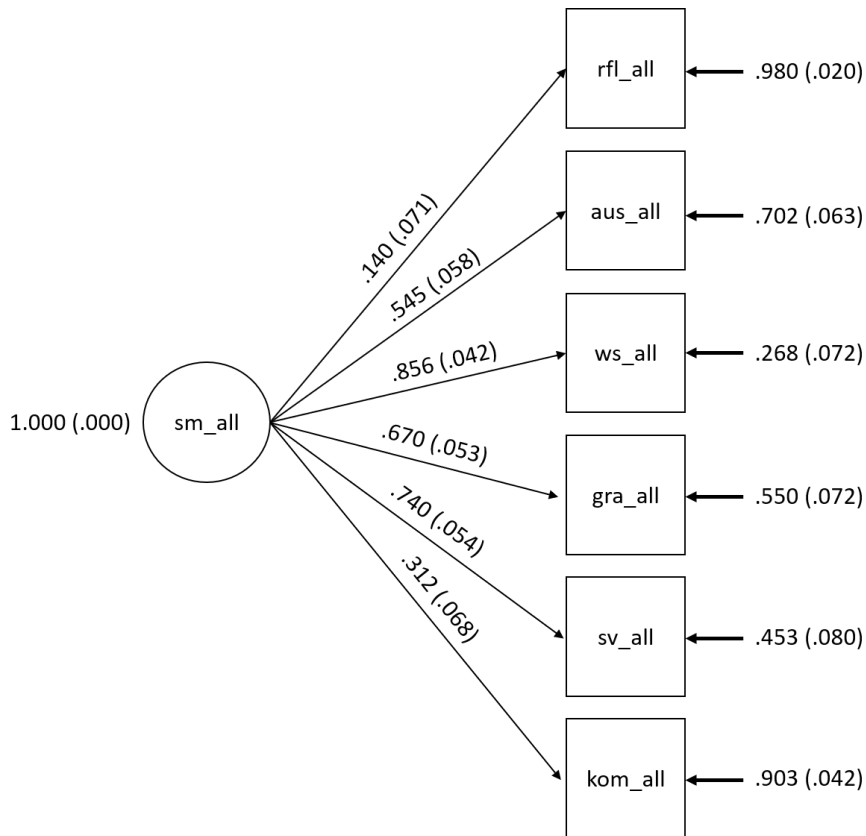 rfl_all
.980 (.020)
.140 (.071)
aus_all
.702 (.063)
.545 (.058)
ws_all
.268 (.072)
.856 (.042)
1.000 (.000)
sm_all
.670 (.053)
gra_all
.550 (.072)
.740 (.054)
sv_all
.453 (.080)
.312 (.068)
kom_all
.903 (.042)